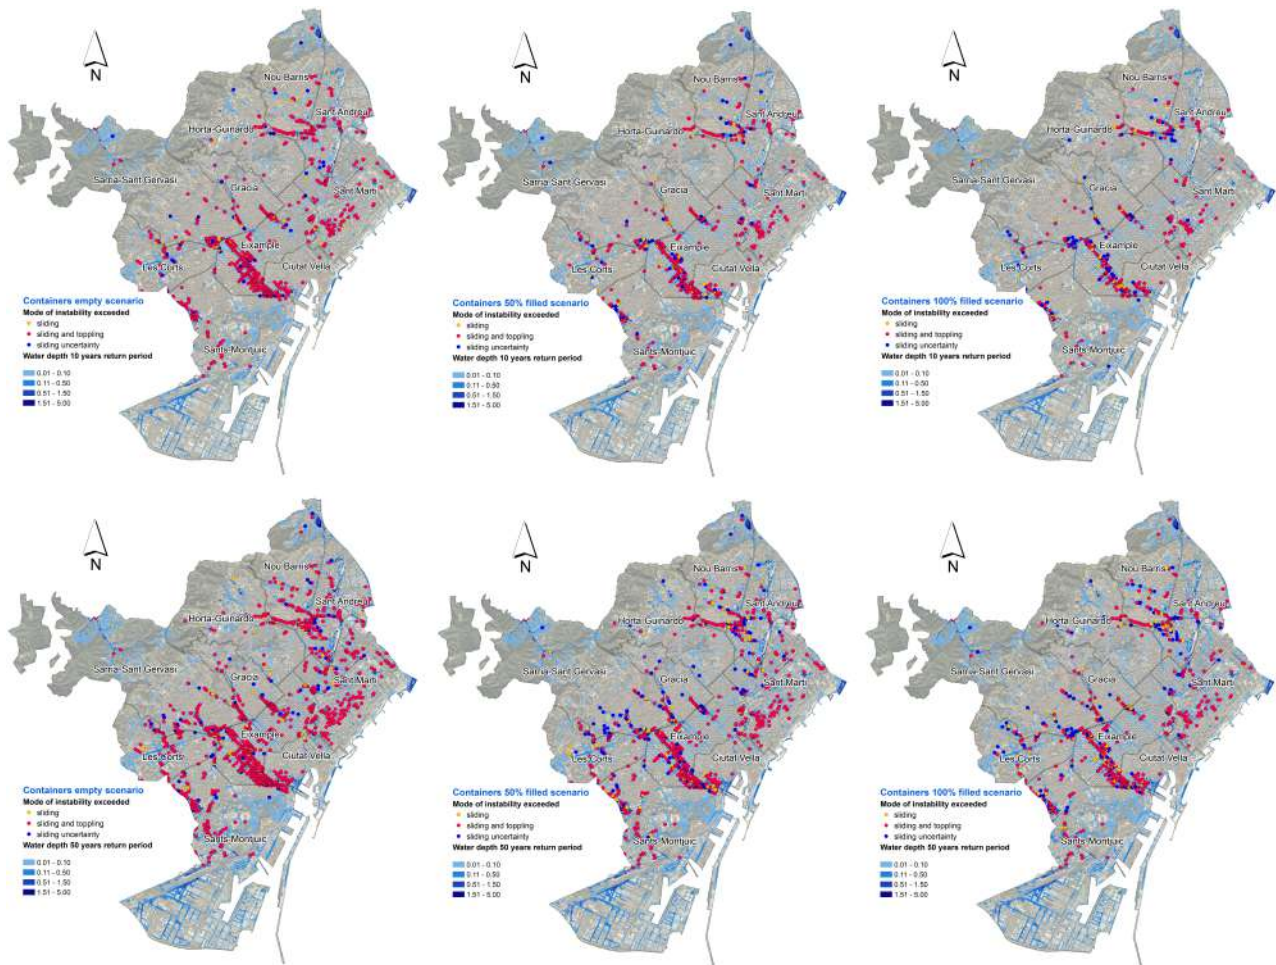 N
Nou Barris
Sant Andreu
Horta-Guinardo
Sarria-Sant Gervasi
Gracia
Sant Marti
Eixample
Les Corts
Ciutat Vella
Containers empty scenario
Mode of instability exceeded
sliding
sliding and toppling
sliding uncertainty
Water depth 10 years return period
Sants-Montjuic
0.01 - 0.10
0.11 - 0.50
0.51 - 1.50
1.51 - 5.00
N
Nou Barris
Sant Andreu
Horta-Guinardo
Sarria-Sant Gervasi
Gracia
Sant Marti
Eixample
Les Corts
Ciutat Vella
Containers 50% filled scenario
Mode of instability exceeded
sliding
sliding and toppling
sliding uncertainty
Sants-Montjuic
Water depth 10 years return period
0.01 - 0.10
0.11 - 0.50
0.51 - 1.50
1.51 - 5.00
N
Nou Barris
Sant Andreu
Horta-Guinardo
Sarria-Sant Gervasi
Gracia
Sant Marti
Eixample
Les Corts
Ciutat Vella
Containers 100% filled scenario
Mode of instability exceeded
sliding
sliding and toppling
sliding uncertainty
Sants-Montjuic
Water depth 10 years return period
0.01 - 0.10
0.11 - 0.50
0.51 - 1.50
1.51 - 5.00
N
Nou Barris
Sant Andreu
Horta-Guinardo
Sarria-Sant Gervasi
Gracia
Sant Marti
Eixample
Les Corts
Ciutat Vella
Containers empty scenario
Mode of instability exceeded
sliding
sliding and toppling
sliding uncertainty
Sants-Montjuic
Water depth 50 years return period
0.01 - 0.10
0.11 - 0.50
0.51 - 1.50
1.51 - 5.00
N
Nou Barris
Sant Andreu
Horta-Guinardo
Sarria-Sant Gervasi
Gracia
Sant Marti
Eixample
Les Corts
Ciutat Vella
Containers 50% filled scenario
Mode of instability exceeded
sliding
sliding and toppling
sliding uncertainty
Sants-Montjuic
Water depth 50 years return period
0.01 - 0.10
0.11 - 0.50
0.51 - 1.50
1.51 - 5.00
N
Nou Barris
Sant Andreu
Horta-Guinardo
Sarria-Sant Gervasi
Gracia
Sant Marti
Eixample
Les Corts
Ciutat Vella
Containers 100% filled scenario
Mode of instability exceeded
sliding
sliding and toppling
sliding uncertainty
Sants-Montjuic
Water depth 50 years return period
0.01 - 0.10
0.11 - 0.50
0.51 - 1.50
1.51 - 5.00